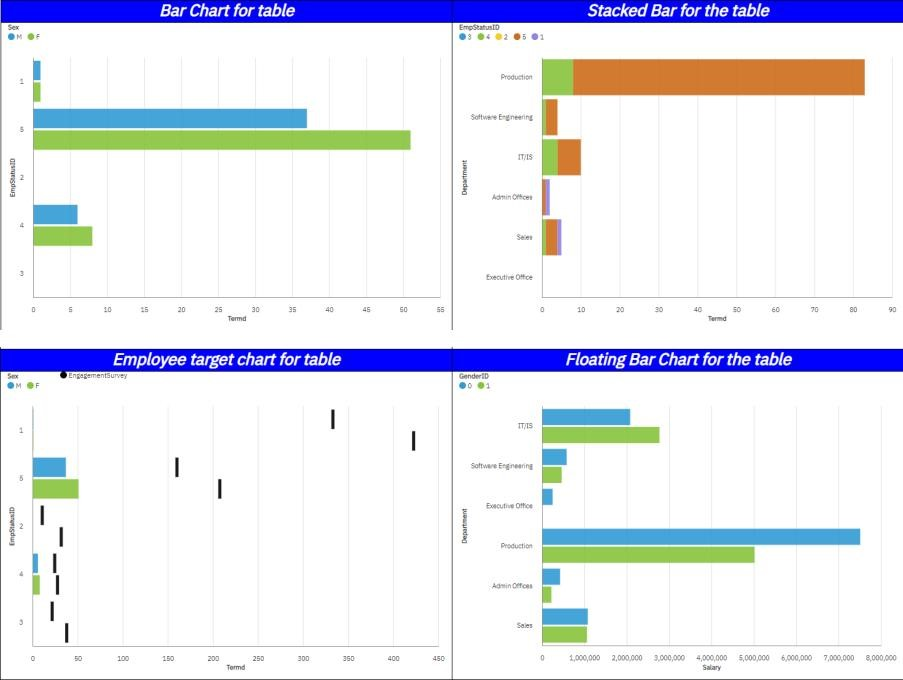 Bar Chart for table
Sex
M F
1
5
2
4
3
EmpStatusID
0 5 10 15 20 25 30 35 40 45 50 55
Termd
Stacked Bar for the table
EmpStatusID
3 4 2 5 1
Production
Software Engineering
IT/IS
Admin Offices
Sales
Executive Office
Department
0 10 20 30 40 50 60 70 80 90
Termd
Employee target chart for table
Sex
M F
EngagementSurvey
1
5
2
4
3
EmpStatusID
0 50 100 150 200 250 300 350 400 450
Termd
Floating Bar Chart for the table
GenderID
0 1
IT/IS
Software Engineering
Executive Office
Production
Admin Offices
Sales
Department
0 1,000,000 2,000,000 3,000,000 4,000,000 5,000,000 6,000,000 7,000,000 8,000,000
Salary